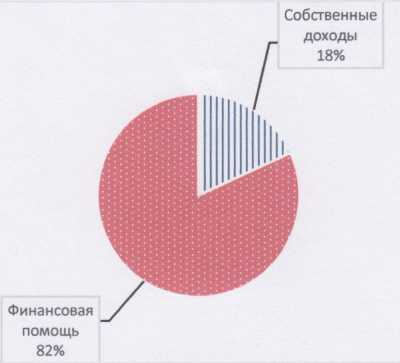 Собственные
доходы
18%
Финансовая
помощь
82%